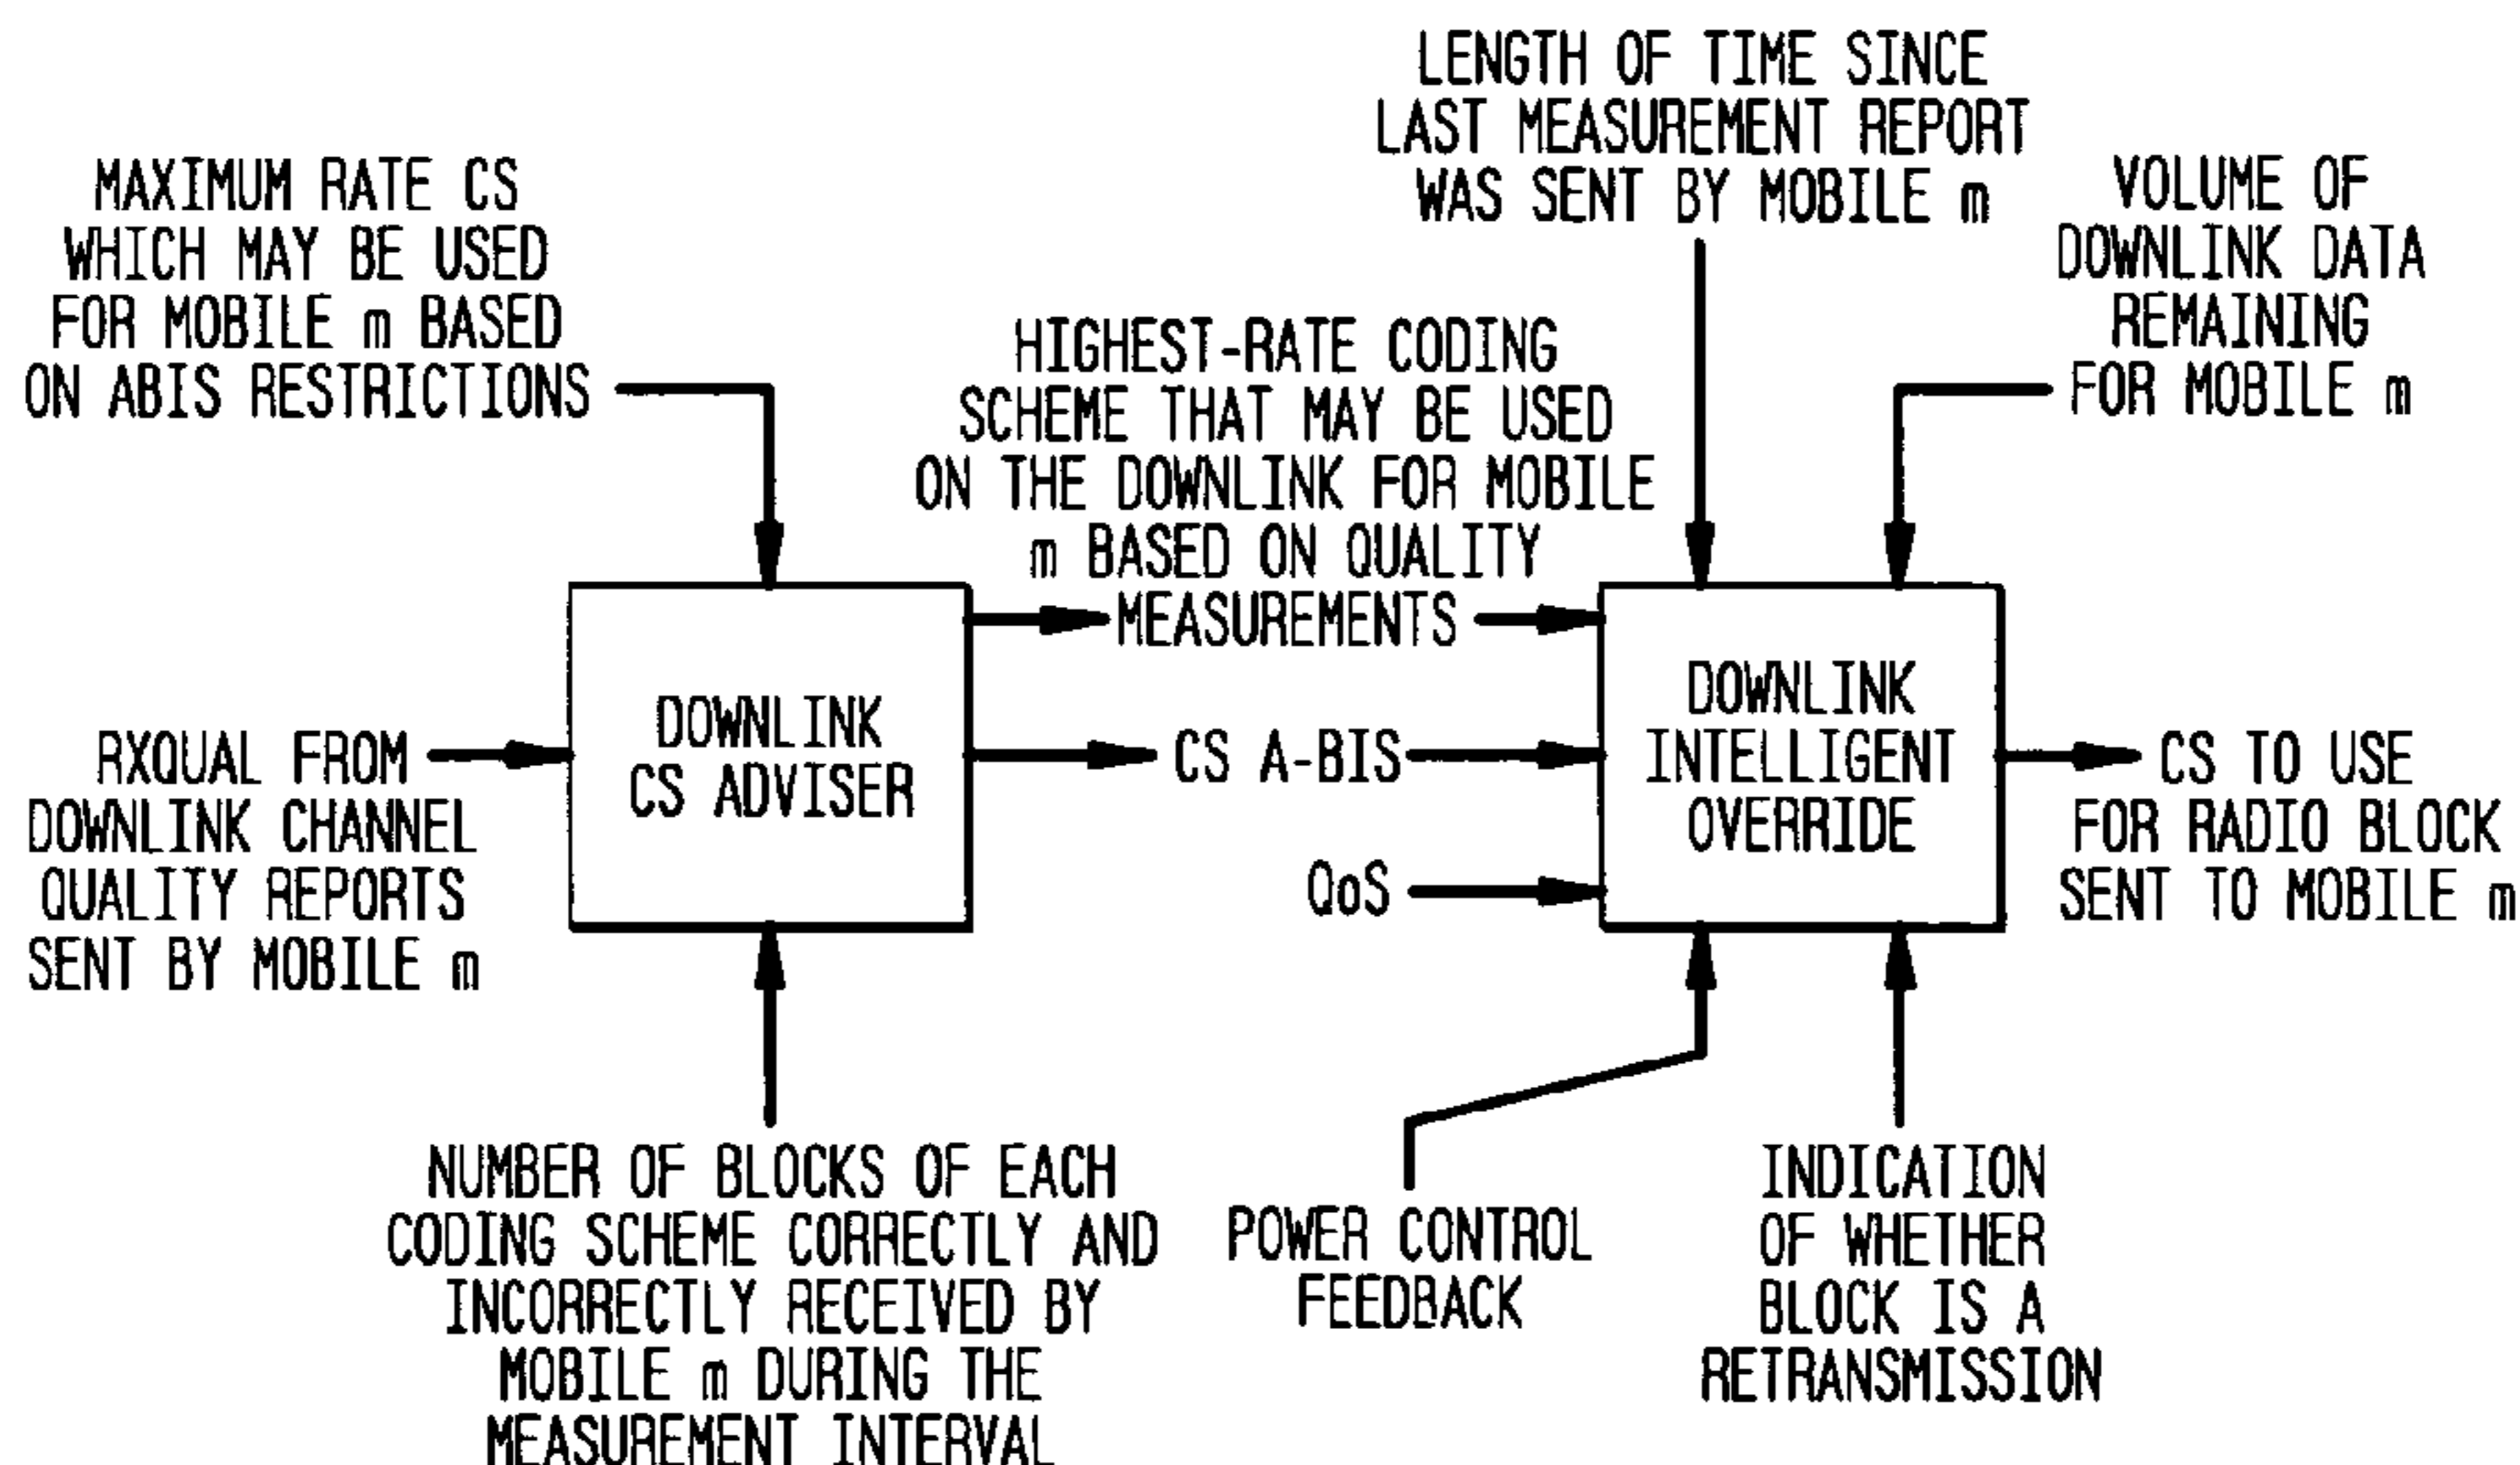 MAXIMUM RATE CS
WHICH MAY BE USED
FOR MOBILE m BASED
ON ABIS RESTRICTIONS
LENGTH OF TIME SINCE
LAST MEASUREMENT REPORT
WAS SENT BY MOBILE m
VOLUME OF
DOWNLINK DATA
REMAINING
FOR MOBILE m
HIGHEST-RATE CODING
SCHEME THAT MAY BE USED
ON THE DOWNLINK FOR MOBILE
m BASED ON QUALITY
MEASUREMENTS
RXQUAL FROM
DOWNLINK CHANNEL
QUALITY REPORTS
SENT BY MOBILE m
DOWNLINK
CS ADVISER
CS A-BIS
QoS
DOWNLINK
INTELLIGENT
OVERRIDE
CS TO USE
FOR RADIO BLOCK
SENT TO MOBILE m
NUMBER OF BLOCKS OF EACH
CODING SCHEME CORRECTLY AND
INCORRECTLY RECEIVED BY
MOBILE m DURING THE
MEASUREMENT INTERVAL
POWER CONTROL
FEEDBACK
INDICATION
OF WHETHER
BLOCK IS A
RETRANSMISSION